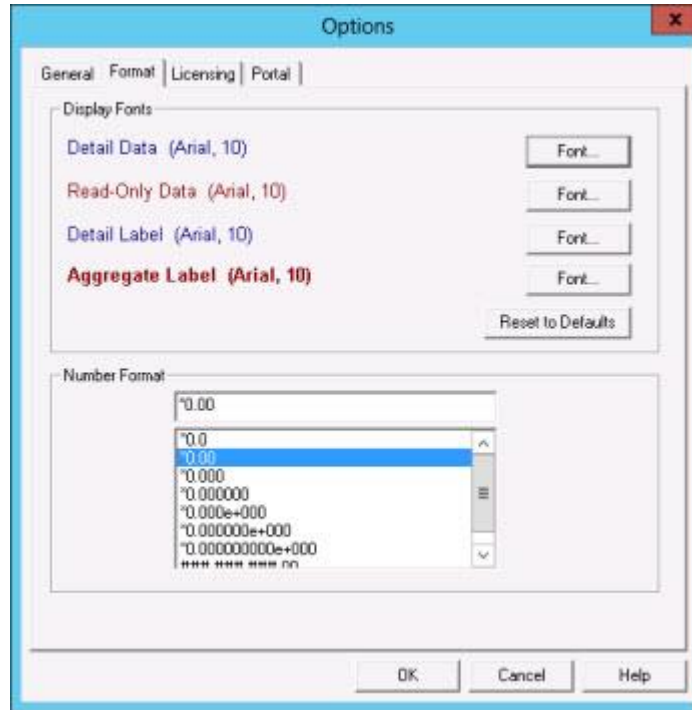 Options
General Format Licensing Portal
Display Fonts
Detail Data (Arial, 10) Font...
Read-Only Data (Arial, 10) Font...
Detail Label (Arial, 10) Font...
Aggregate Label (Arial, 10) Font...
Reset to Defaults
Number Format
*0.00
*0.0
*0.00
*0.000
*0.000000
*0.000e+000
*0.000000e+000
*0.000000000e+000
OK Cancel Help